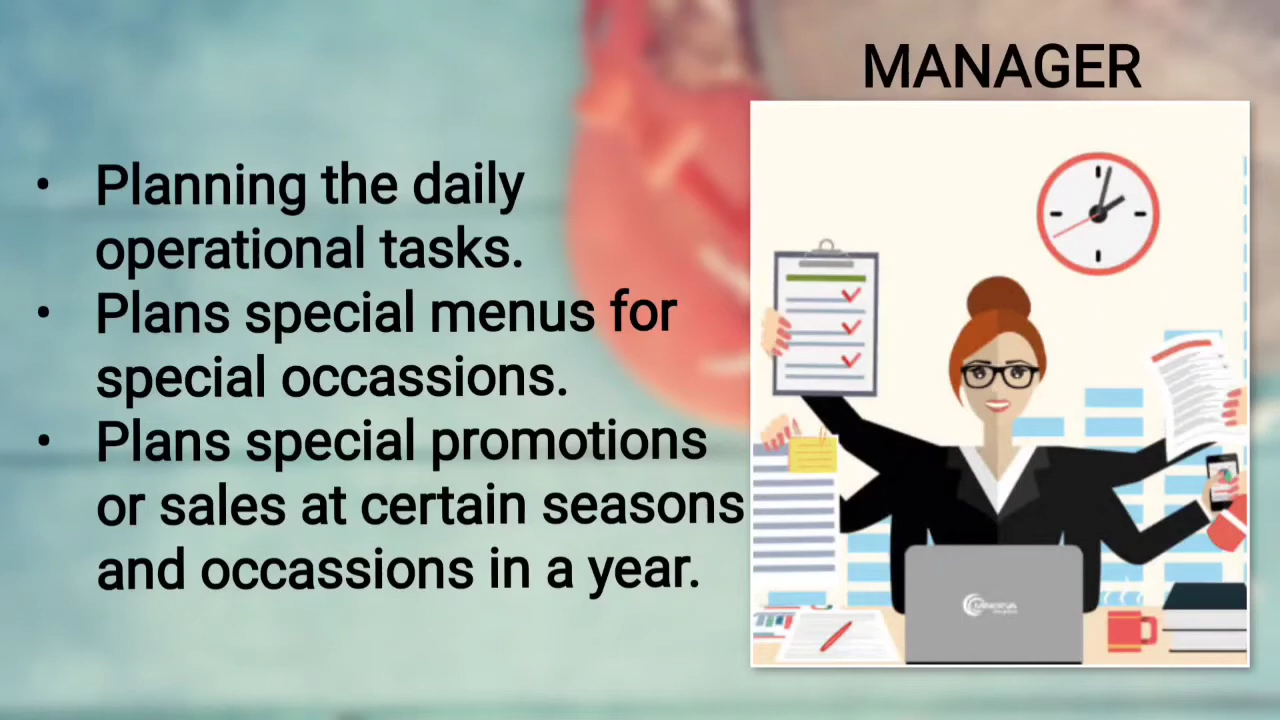 MANAGER
• Planning the daily
operational tasks.
• Plans special menus for
special occassions.
• Plans special promotions
or sales at certain seasons
and occassions in a year.
MINERVA